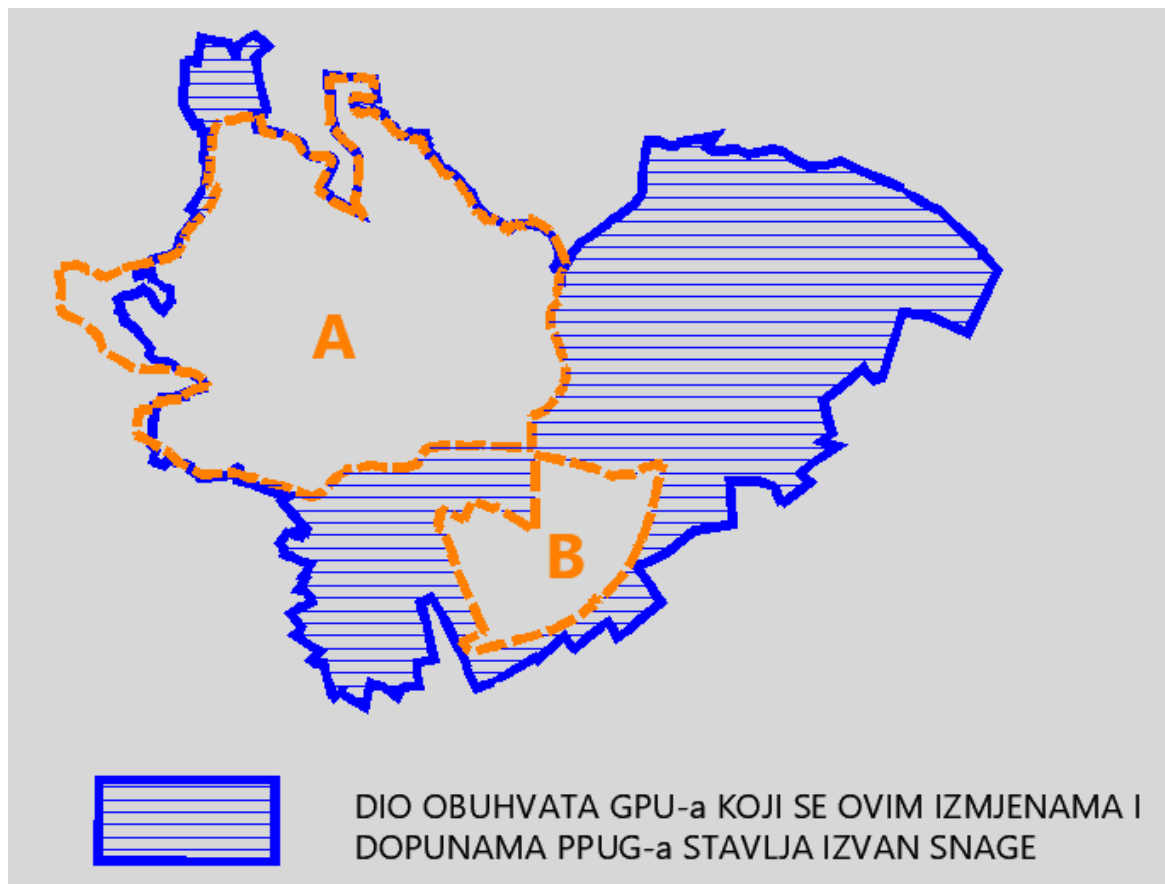 A
B
DIO OBUHVATA GPU-a KOJI SE OVIM IZMJENAMA I
DOPUNAMA PPUG-a STAVLJA IZVAN SNAGE